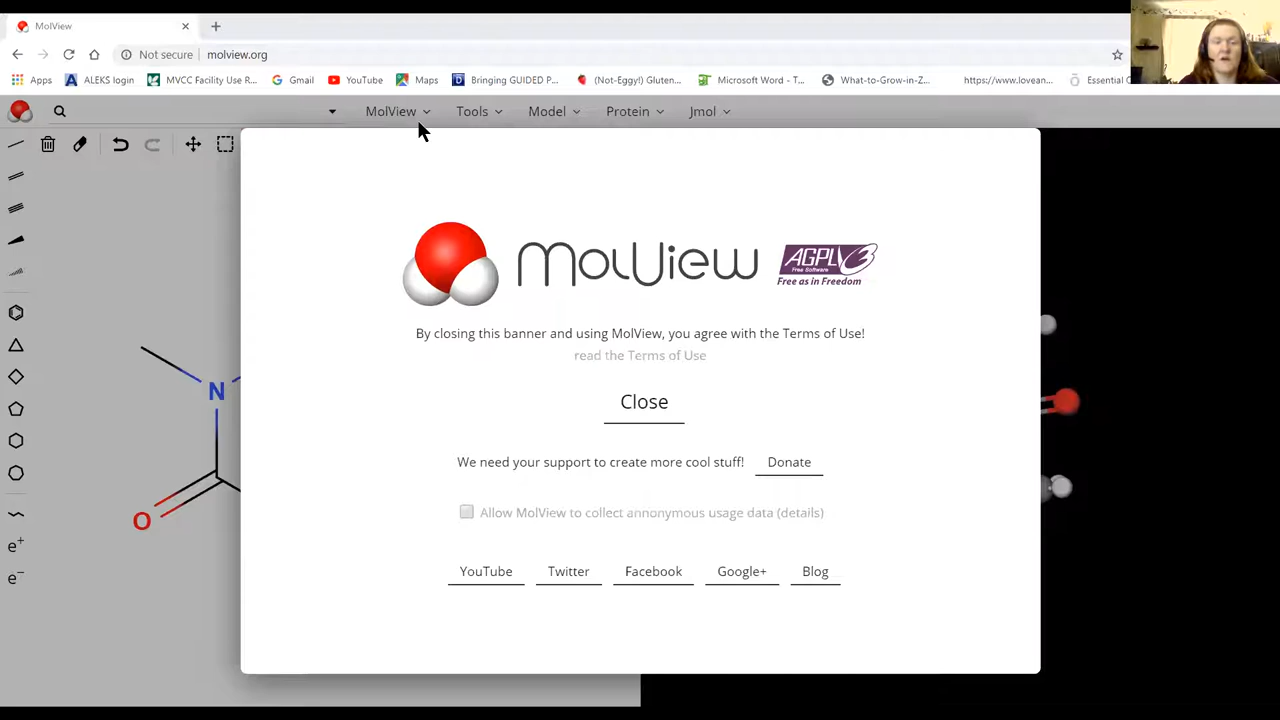 MolView
Not secure molview.org
Apps ALEKS login MVCC Facility Use R... Gmail YouTube Maps Bringing GUIDED P... (Not-Eggy!) Gluten... Microsoft Word - T... What-to-Grow-in-Z... https://www.lovean... Essential C
MolView Tools Model Protein Jmol
MolView AGPL v3
Free Software
Free as in Freedom
By closing this banner and using MolView, you agree with the Terms of Use!
read the Terms of Use
N
Close
We need your support to create more cool stuff! Donate
Allow MolView to collect annonymous usage data (details)
O
e+
YouTube Twitter Facebook Google+ Blog
e−